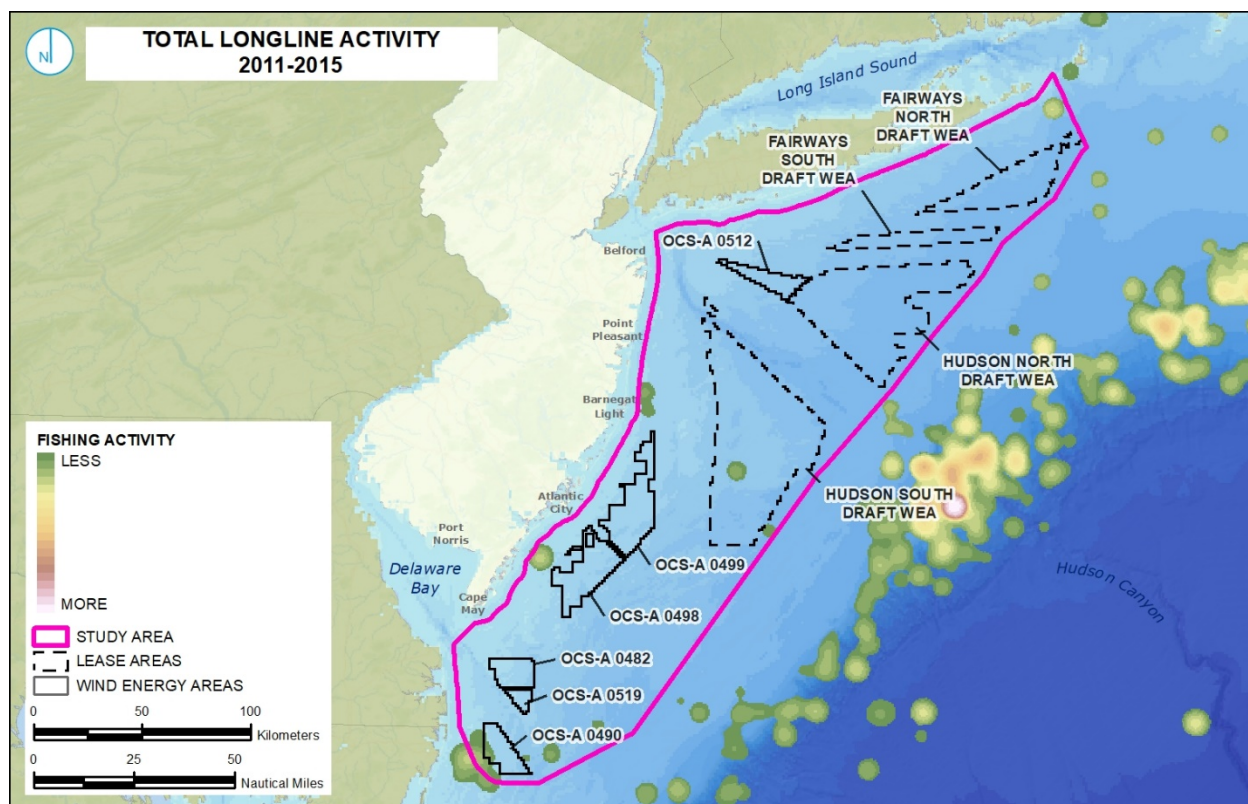 N
TOTAL LONGLINE ACTIVITY
2011-2015
Long Island Sound
FAIRWAYS
NORTH
DRAFT WEA
FAIRWAYS
SOUTH
DRAFT WEA
OCS-A 0512
Belford
Point
Pleasant
HUDSON NORTH
DRAFT WEA
Barnegat
Light
HUDSON SOUTH
DRAFT WEA
Atlantic
City
Port
Norris
Delaware
Bay
Cape
May
OCS-A 0499
OCS-A 0498
Hudson Canyon
OCS-A 0482
OCS-A 0519
OCS-A 0490
FISHING ACTIVITY
LESS
MORE
STUDY AREA
LEASE AREAS
WIND ENERGY AREAS
0 50 100
Kilometers
0 25 50
Nautical Miles